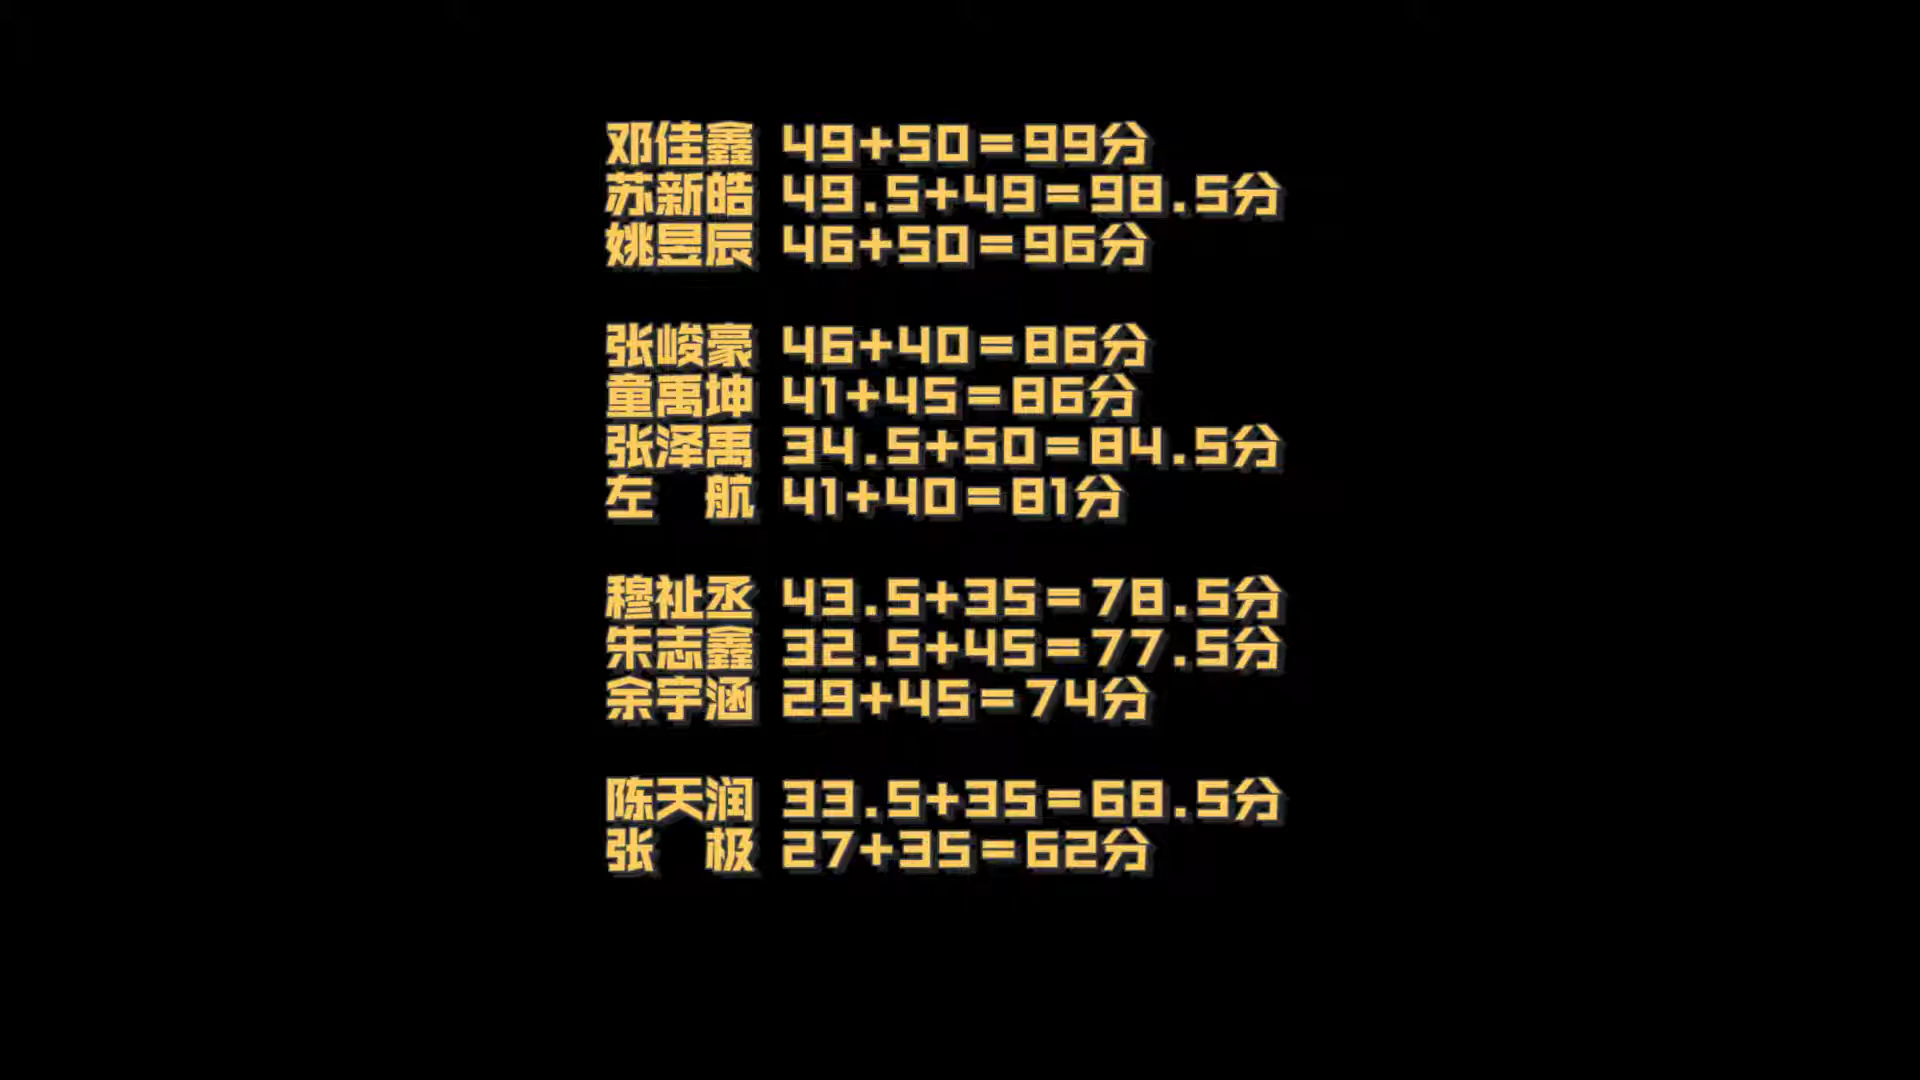 邓佳鑫 49+50=99分
苏新皓 49.5+49=98.5分
姚昱辰 46+50=96分
张峻豪 46+40=86分
童禹坤 41+45=86分
张泽禹 34.5+50=84.5分
左　航 41+40=81分
穆祉丞 43.5+35=78.5分
朱志鑫 32.5+45=77.5分
余宇涵 29+45=74分
陈天润 33.5+35=68.5分
张　极 27+35=62分